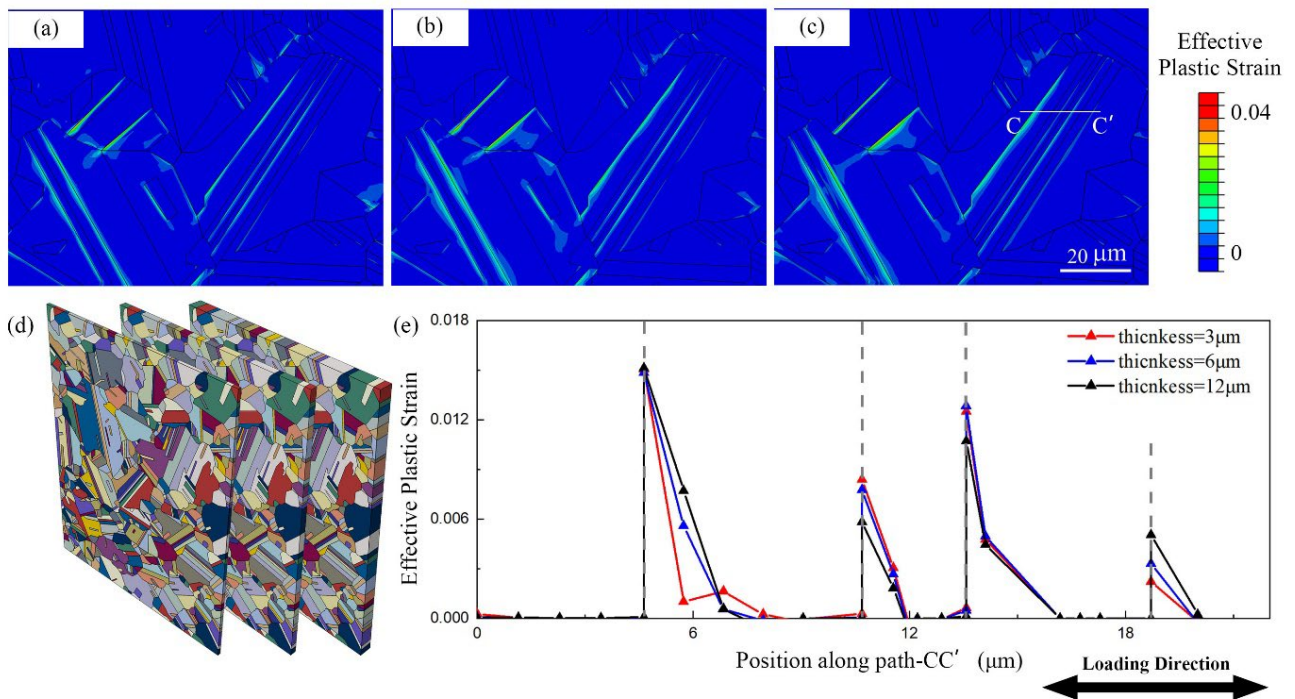 (a)
(b)
(c)
Effective
Plastic Strain
0.04
0
C C′
20 μm
(d)
(e)
0.018
0.012
0.006
0.000
Effective Plastic Strain
thicnkess=3μm
thicnkess=6μm
thicnkess=12μm
0 6 12 18
Position along path-CC′ (μm)
Loading Direction